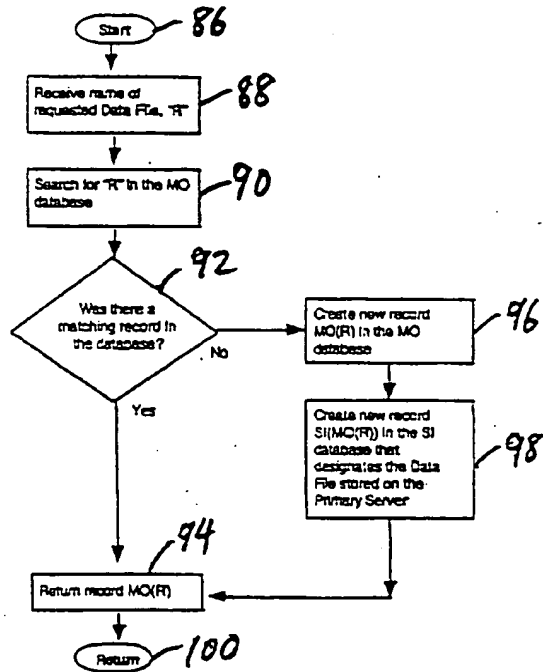 Start
86
Receive name of
requested Data File, "R"
88
Search for "R" in the MO
database
90
92
Was there a
matching record in
the database?
No
Yes
Create new record
MO(R) in the MO
database
96
Create new record
SI(MO(R)) in the SI
database that
designates the Data
File stored on the
Primary Server
98
94
Return record MO(R)
Return
100